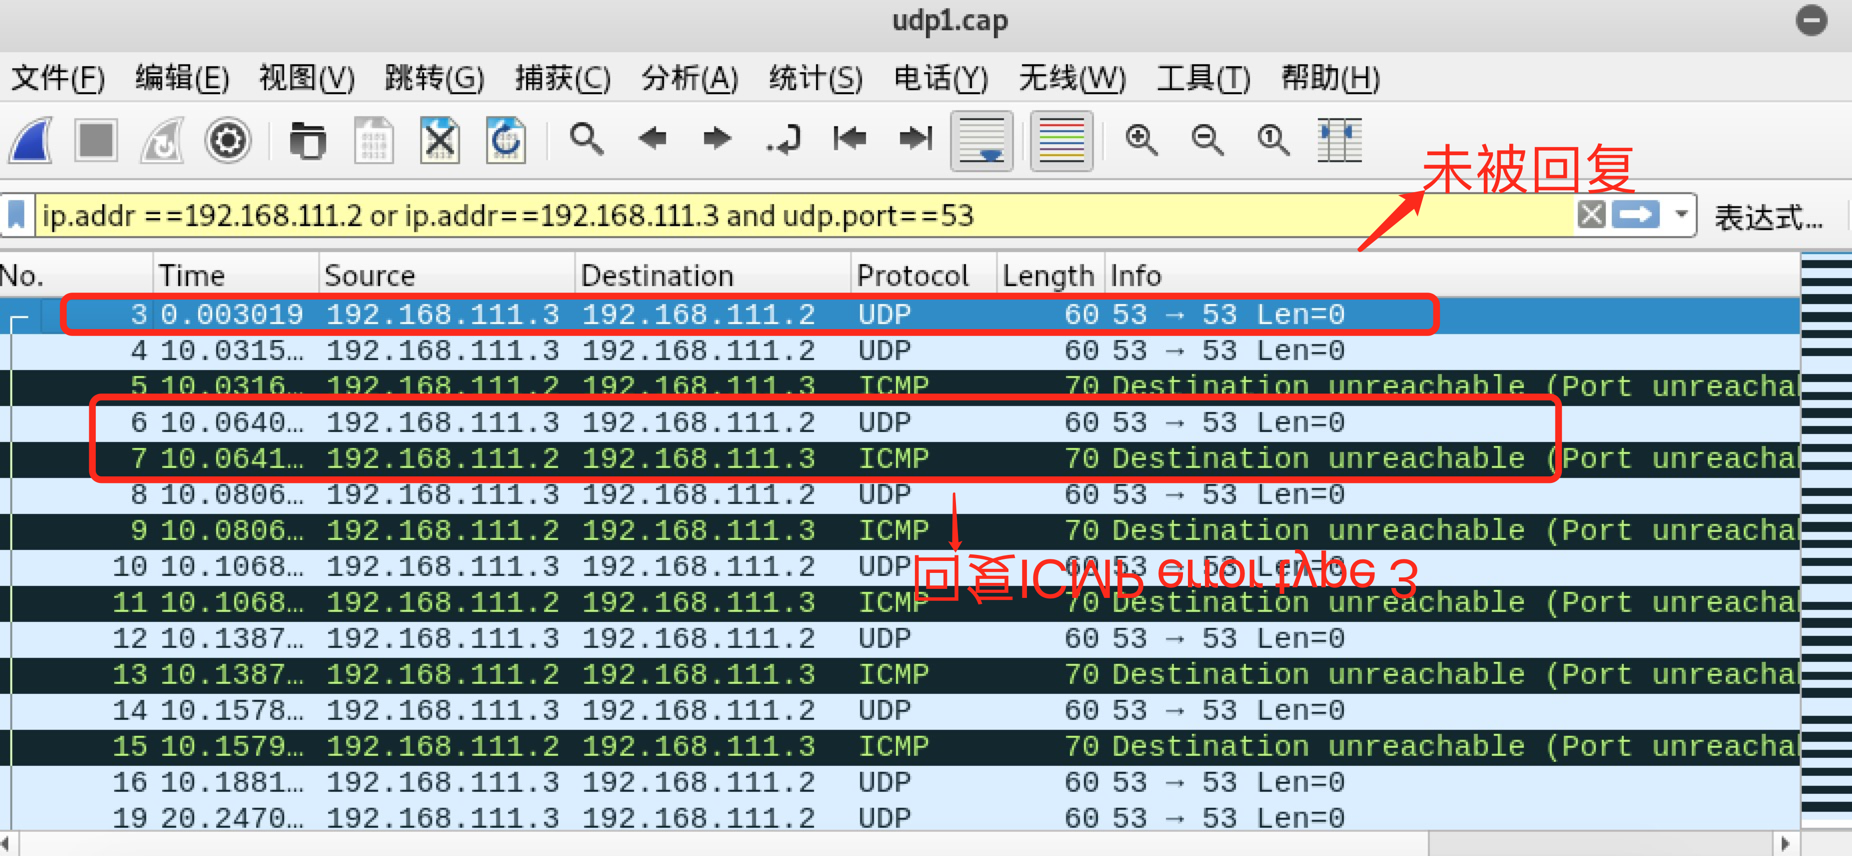 udp1.cap
文件(F) 编辑(E) 视图(V) 跳转(G) 捕获(C) 分析(A) 统计(S) 电话(Y) 无线(W) 工具(T) 帮助(H)
未被回复
ip.addr ==192.168.111.2 or ip.addr==192.168.111.3 and udp.port==53 表达式…
No. Time Source Destination Protocol Length Info
3 0.003019 192.168.111.3 192.168.111.2 UDP 60 53 → 53 Len=0
4 10.0315… 192.168.111.3 192.168.111.2 UDP 60 53 → 53 Len=0
5 10.0316… 192.168.111.2 192.168.111.3 ICMP 70 Destination unreachable (Port unreacha
6 10.0640… 192.168.111.3 192.168.111.2 UDP 60 53 → 53 Len=0
7 10.0641… 192.168.111.2 192.168.111.3 ICMP 70 Destination unreachable (Port unreacha
8 10.0806… 192.168.111.3 192.168.111.2 UDP 60 53 → 53 Len=0
9 10.0806… 192.168.111.2 192.168.111.3 ICMP 70 Destination unreachable (Port unreacha
10 10.1068… 192.168.111.3 192.168.111.2 UDP 60 53 → 53 Len=0
回复ICMP error type 3
11 10.1068… 192.168.111.2 192.168.111.3 ICMP 70 Destination unreachable (Port unreacha
12 10.1387… 192.168.111.3 192.168.111.2 UDP 60 53 → 53 Len=0
13 10.1387… 192.168.111.2 192.168.111.3 ICMP 70 Destination unreachable (Port unreacha
14 10.1578… 192.168.111.3 192.168.111.2 UDP 60 53 → 53 Len=0
15 10.1579… 192.168.111.2 192.168.111.3 ICMP 70 Destination unreachable (Port unreacha
16 10.1881… 192.168.111.3 192.168.111.2 UDP 60 53 → 53 Len=0
19 20.2470… 192.168.111.3 192.168.111.2 UDP 60 53 → 53 Len=0